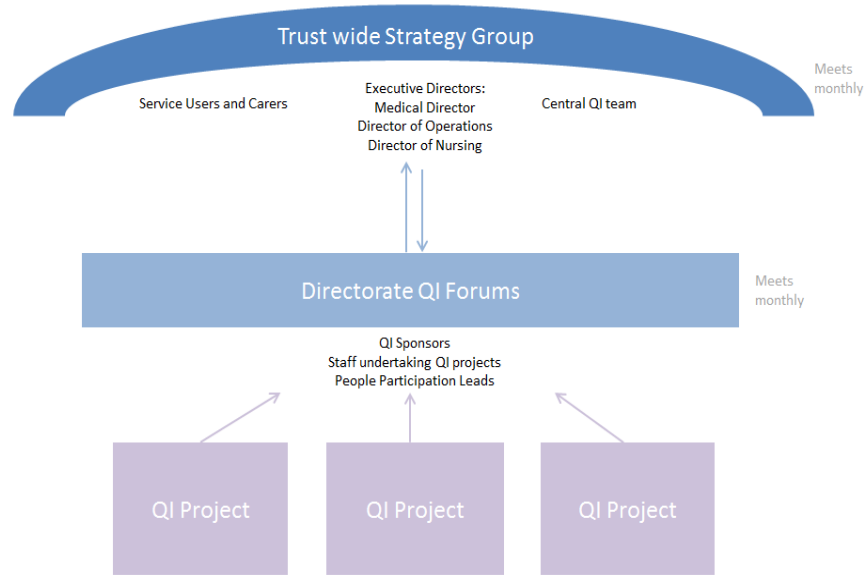 Trust wide Strategy Group
Meets
monthly
Service Users and Carers
Executive Directors:
Medical Director
Director of Operations
Director of Nursing
Central QI team
Directorate QI Forums
Meets
monthly
QI Sponsors
Staff undertaking QI projects
People Participation Leads
QI Project
QI Project
QI Project